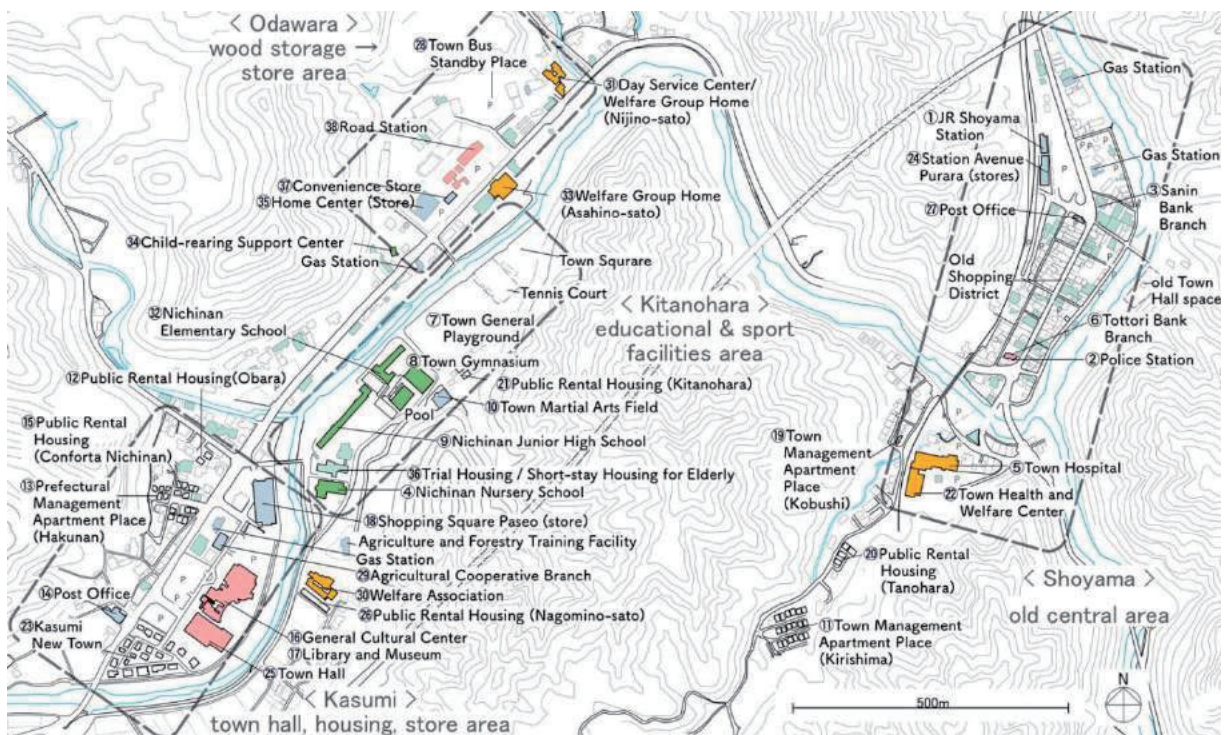 < Odawara >
wood storage →
store area
㉘Town Bus
Standby Place
㉛Day Service Center/
Welfare Group Home
(Nijino-sato)
㊳Road Station
㊲Convenience Store
㉟Home Center (Store)
㉝Welfare Group Home
(Asahino-sato)
㉞Child-rearing Support Center
Gas Station
Town Squrare
Tennis Court
< Kitanohara >
educational & sport
facilities area
㉜Nichinan
Elementary School
⑦Town General
Playground
⑧Town Gymnasium
㉑Public Rental Housing (Kitanohara)
⑩Town Martial Arts Field
Pool
⑨Nichinan Junior High School
㊱Trial Housing / Short-stay Housing for Elderly
④Nichinan Nursery School
⑫Public Rental Housing(Obara)
⑮Public Rental
Housing
(Conforta Nichinan)
⑬Prefectural
Management
Apartment Place
(Hakunan)
⑱Shopping Square Paseo (store)
Agriculture and Forestry Training Facility
Gas Station
㉙Agricultural Cooperative Branch
㉚Welfare Association
㉖Public Rental Housing (Nagomino-sato)
⑭Post Office
㉓Kasumi
New Town
⑯General Cultural Center
⑰Library and Museum
㉕Town Hall
< Kasumi >
town hall, housing, store area
Gas Station
①JR Shoyama
Station
㉔Station Avenue
Purara (stores)
Gas Station
③Sanin
Bank
Branch
㉗Post Office
Old
Shopping
District
old Town
Hall space
⑥Tottori Bank
Branch
②Police Station
⑲Town
Management
Apartment
Place
(Kobushi)
⑤Town Hospital
㉒Town Health and
Welfare Center
⑳Public Rental
Housing
(Tanohara)
⑪Town Management
Apartment Place
(Kirishima)
< Shoyama >
old central area
N
500m
P
P
P
P
P
P
P
P
P
P